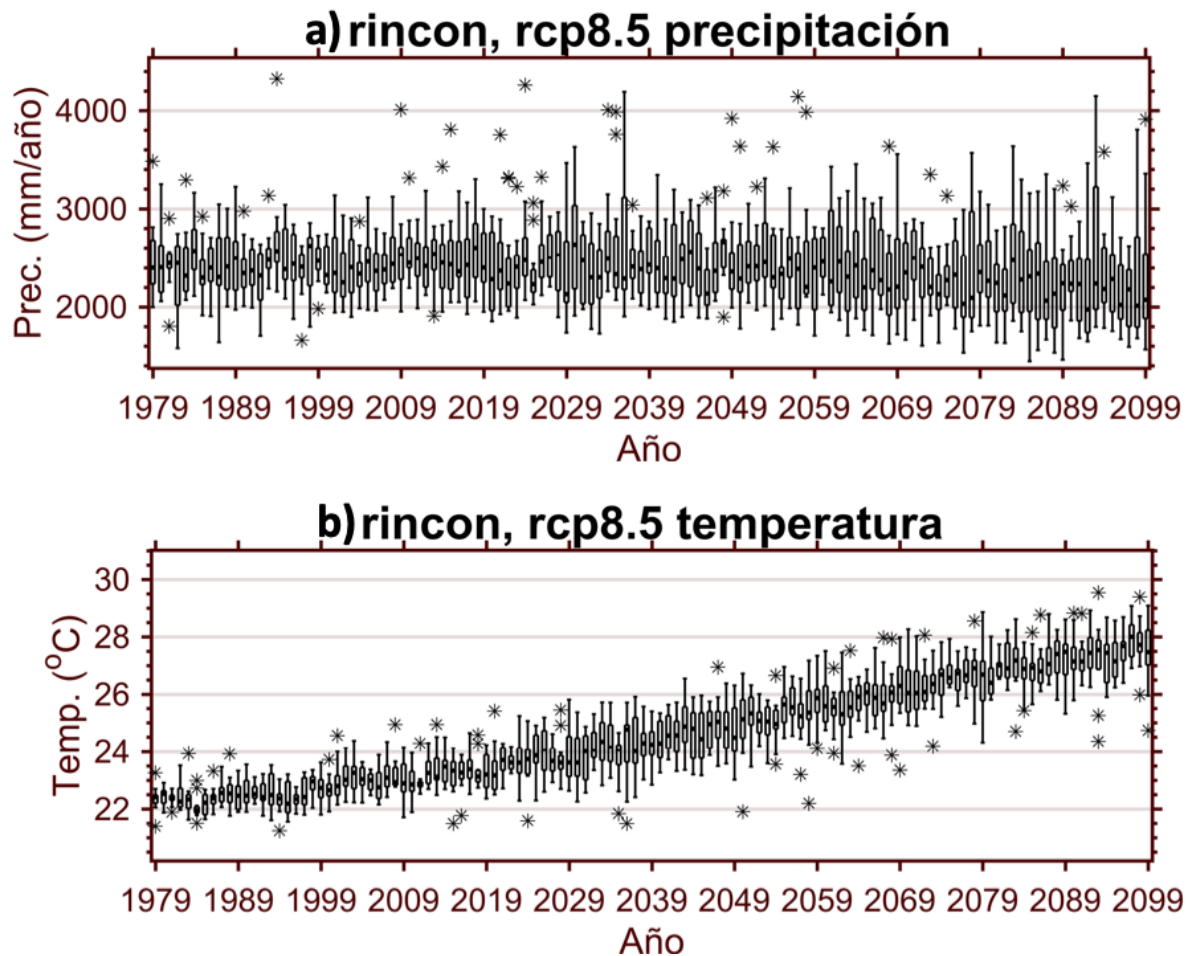 a) rincon, rcp8.5 precipitación
Prec. (mm/año)
4000
3000
2000
1979 1989 1999 2009 2019 2029 2039 2049 2059 2069 2079 2089 2099
Año
b) rincon, rcp8.5 temperatura
Temp. (°C)
30
28
26
24
22
1979 1989 1999 2009 2019 2029 2039 2049 2059 2069 2079 2089 2099
Año